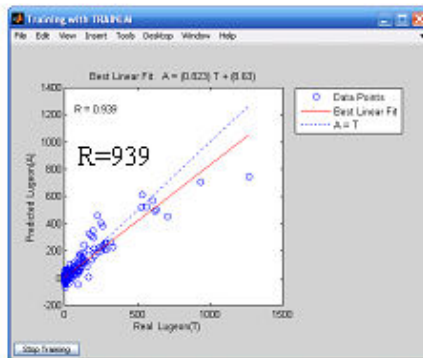 Training with TRAINLM
File Edit View Insert Tools Desktop Window Help
Best Linear Fit: A = (0.823) T + (8.63)
1400
1200
1000
800
600
400
200
0
-200
R = 0.939
R=939
Data Points
Best Linear Fit
A = T
Predicted Lugeon(A)
0 500 1000 1500
Real Lugeon(T)
Stop Training